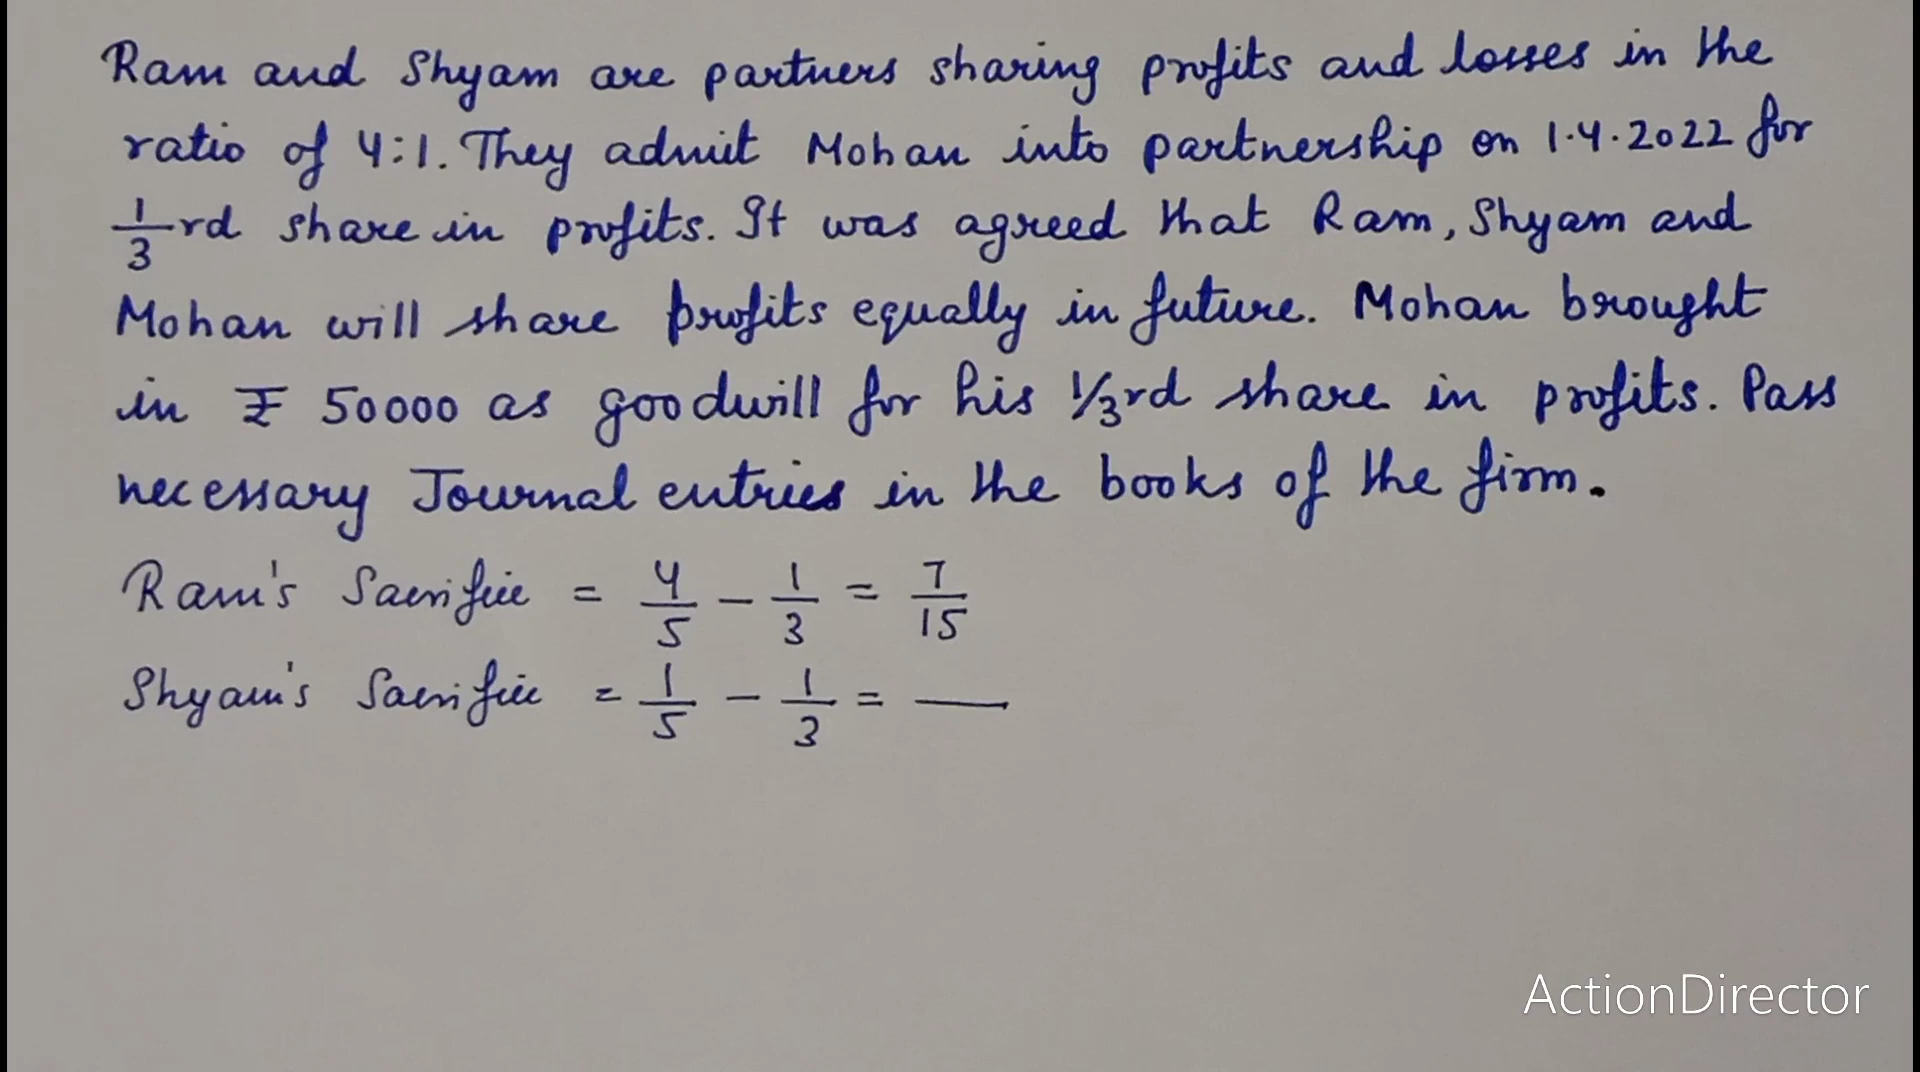 Ram and Shyam are partners sharing profits and losses in the
ratio of 4:1. They admit Mohan into partnership on 1.4.2022 for
1/3 rd share in profits. It was agreed that Ram, Shyam and
Mohan will share profits equally in future. Mohan brought
in ₹ 50000 as goodwill for his 1/3rd share in profits. Pass
necessary Journal entries in the books of the firm.
Ram's Sacrifice = 4/5 - 1/3 = 7/15
Shyam's Sacrifice = 1/5 - 1/3 = —
ActionDirector